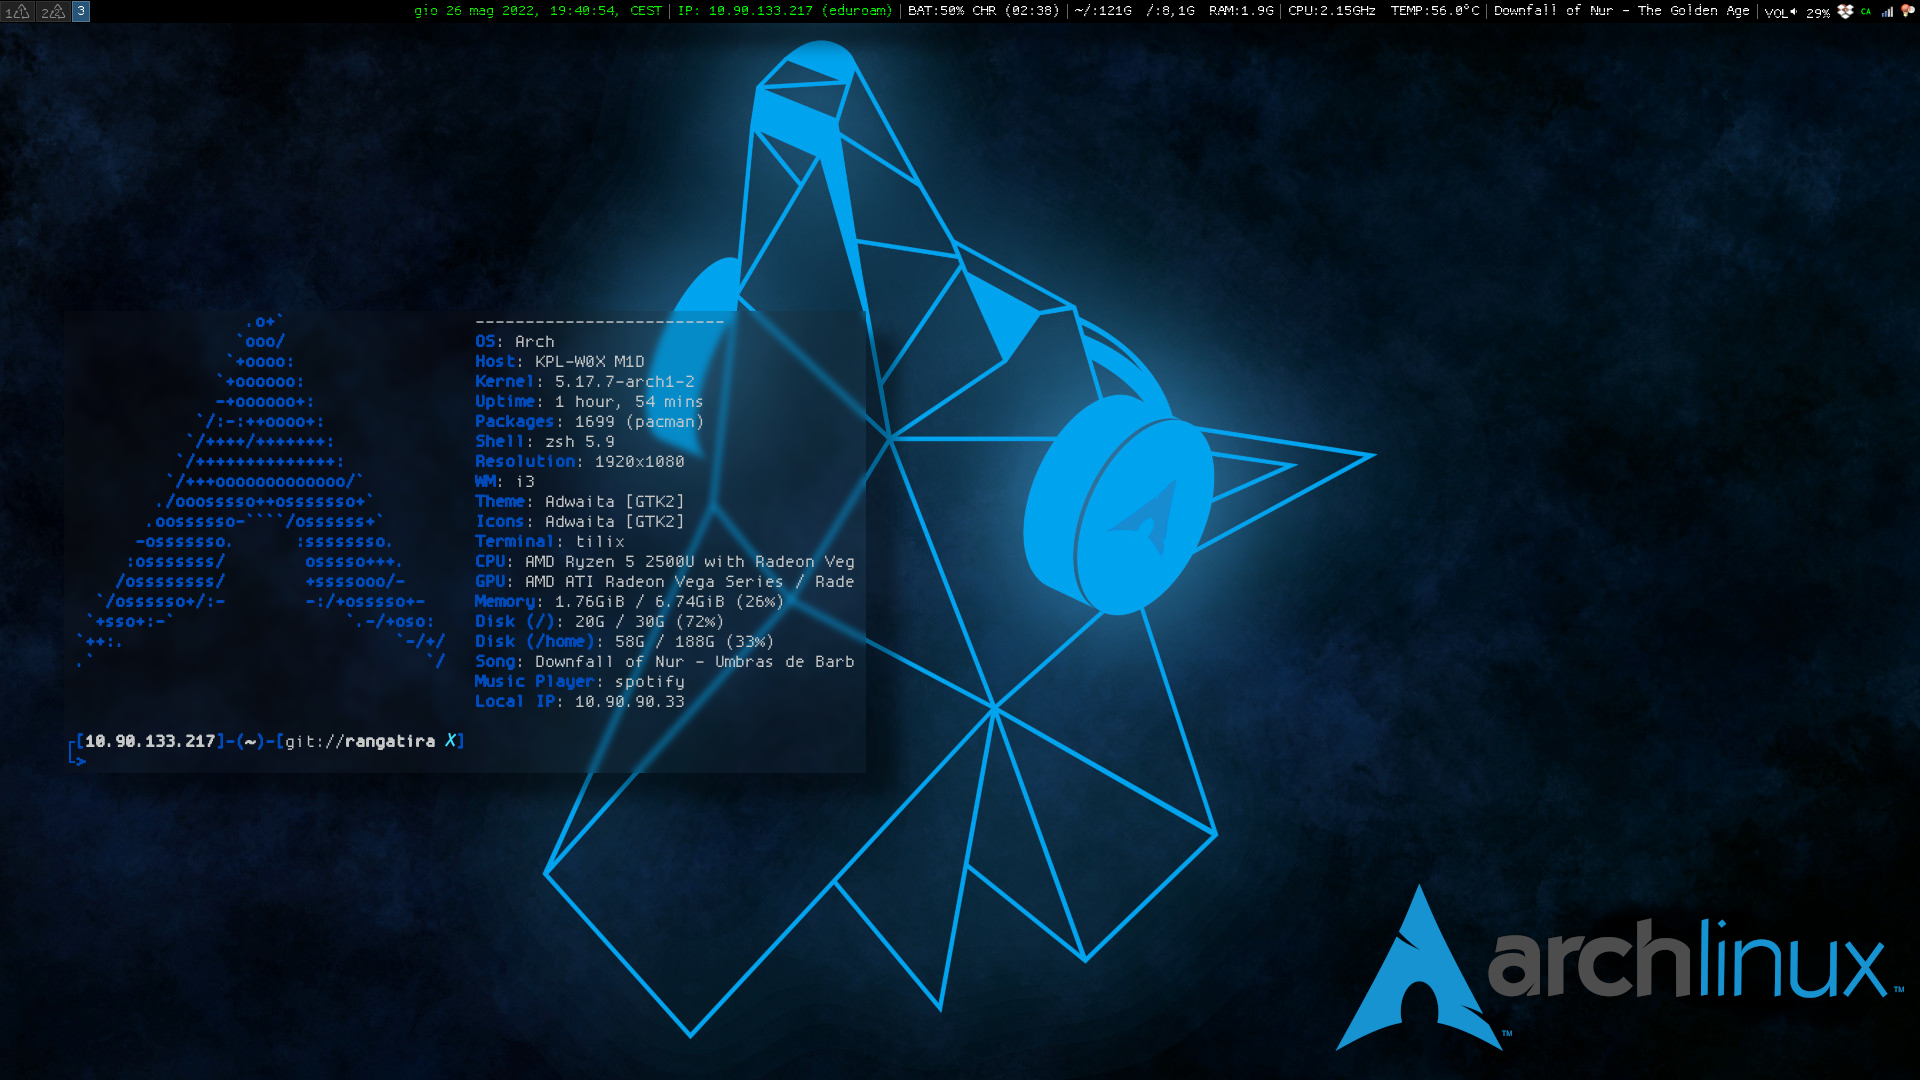 1 2 3 gio 26 mag 2022, 19:40:54, CEST | IP: 10.90.133.217 (eduroam) | BAT:50% CHR (02:38) | ~/:121G /:8,1G RAM:1.9G | CPU:2.15GHz TEMP:56.0°C | Downfall of Nur - The Golden Age | VOL 29% CA
.o+`
`ooo/
`+oooo:
`+oooooo:
-+oooooo+:
`/:-:++oooo+:
`/++++/+++++++:
`/++++++++++++++:
`/+++ooooooooooooo/`
./ooosssso++osssssso+`
.oossssso-````/ossssss+`
-osssssso.      :ssssssso.
:osssssss/        osssso+++.
/ossssssss/        +ssssooo/-
`/ossssso+/:-        -:/+osssso+-
`+sso+:-`                 `.-/+oso:
`++:.                           `-/+/
.`                                 `/
-------------------------
OS: Arch
Host: KPL-W0X M1D
Kernel: 5.17.7-arch1-2
Uptime: 1 hour, 54 mins
Packages: 1699 (pacman)
Shell: zsh 5.9
Resolution: 1920x1080
WM: i3
Theme: Adwaita [GTK2]
Icons: Adwaita [GTK2]
Terminal: tilix
CPU: AMD Ryzen 5 2500U with Radeon Veg
GPU: AMD ATI Radeon Vega Series / Rade
Memory: 1.76GiB / 6.74GiB (26%)
Disk (/): 20G / 30G (72%)
Disk (/home): 58G / 188G (33%)
Song: Downfall of Nur - Umbras de Barb
Music Player: spotify
Local IP: 10.90.90.33
┌[10.90.133.217]-(~)-[git://rangatira X]
└>
archlinux™
™